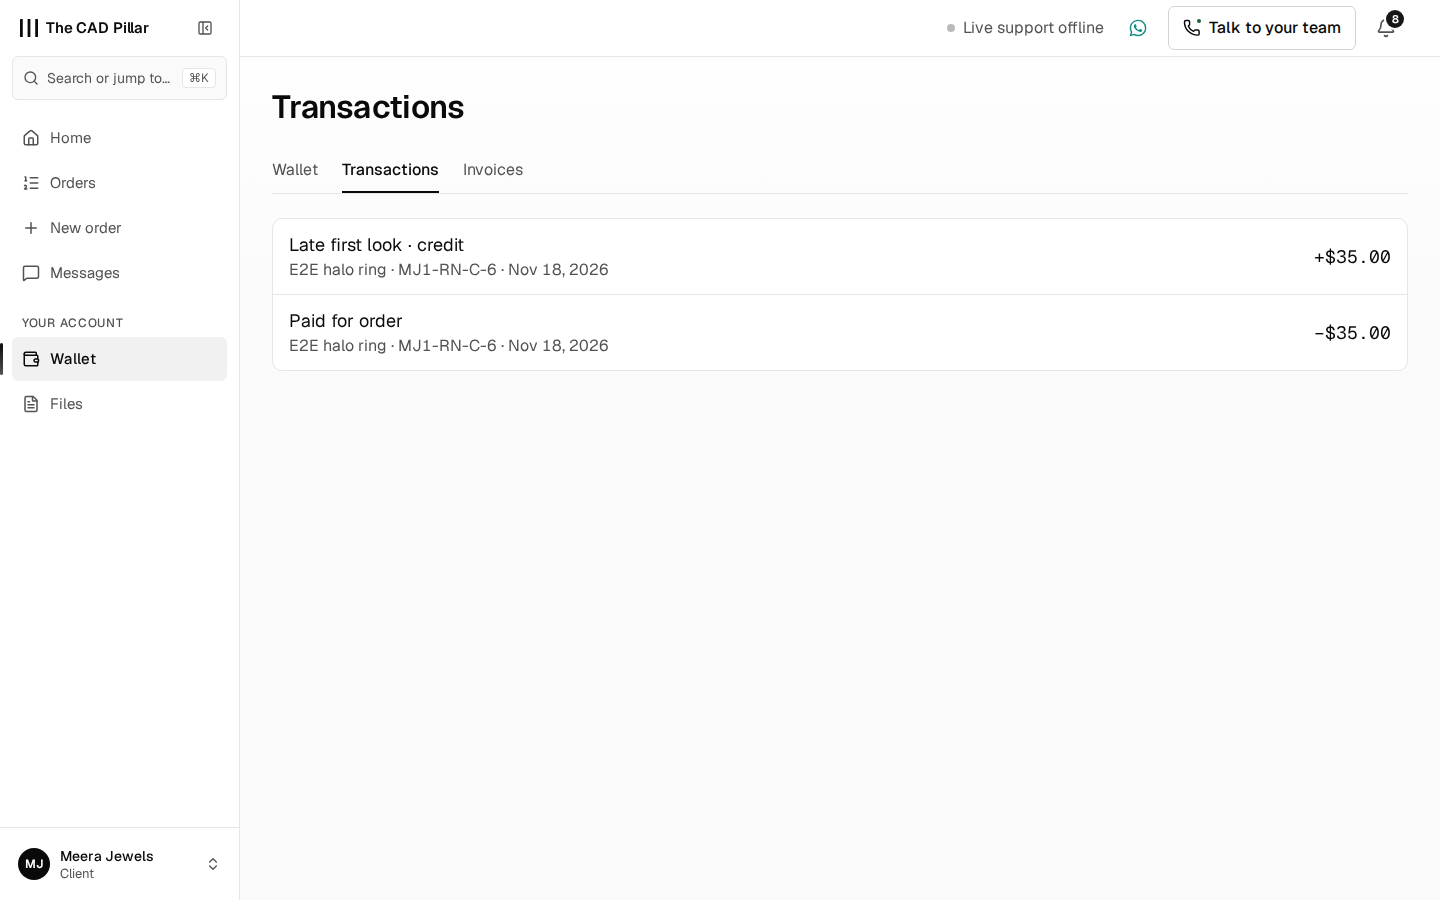 The CAD Pillar
Search or jump to... ⌘K
Home
Orders
New order
Messages
YOUR ACCOUNT
Wallet
Files
MJ
Meera Jewels
Client
Live support offline
Talk to your team
8
Transactions
Wallet Transactions Invoices
Late first look · credit
E2E halo ring · MJ1-RN-C-6 · Nov 18, 2026
+$35.00
Paid for order
E2E halo ring · MJ1-RN-C-6 · Nov 18, 2026
−$35.00